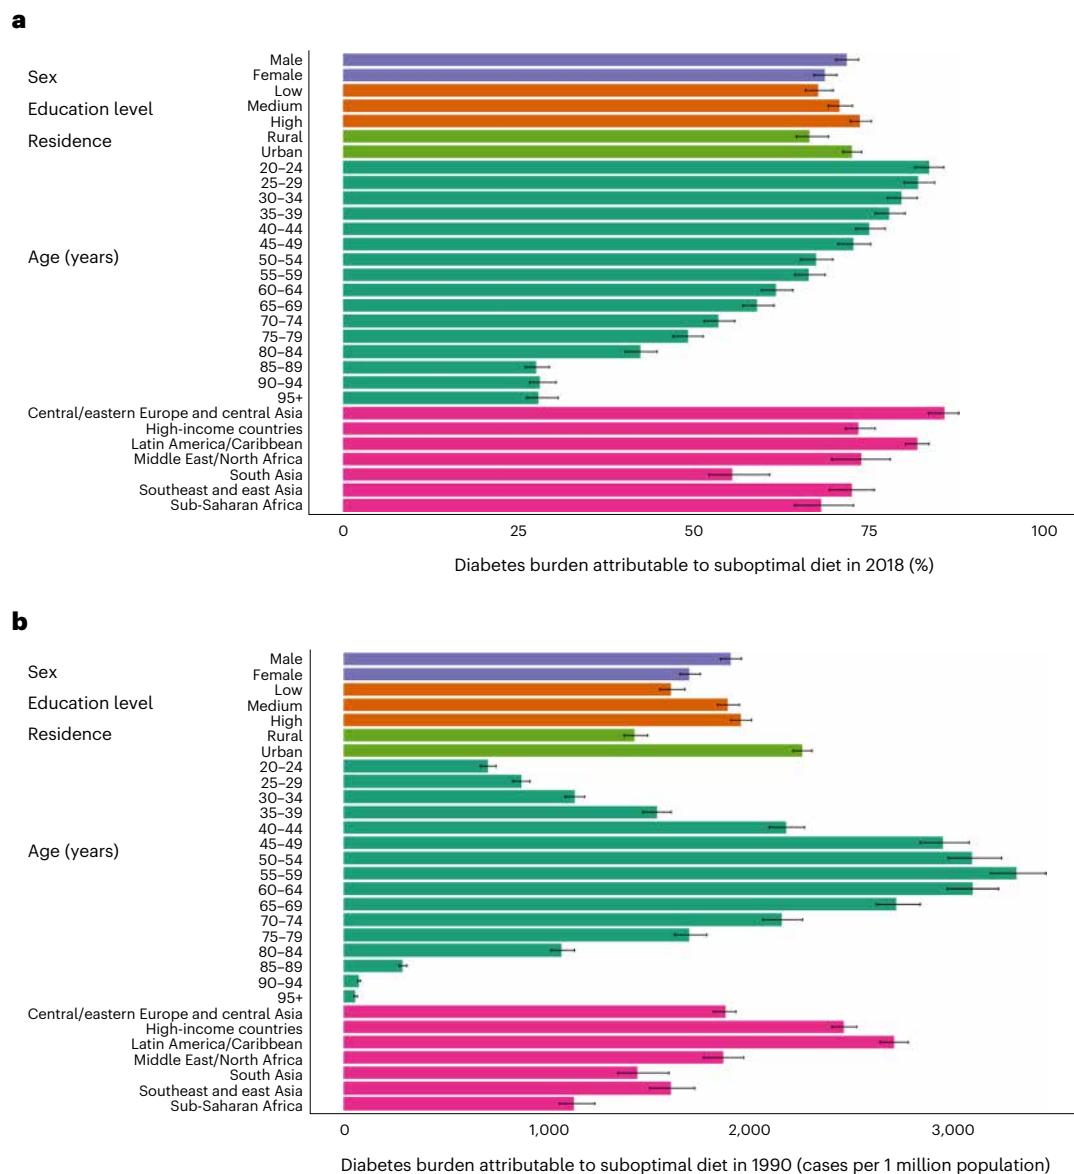 a
Sex
Education level
Residence
Age (years)
Male
Female
Low
Medium
High
Rural
Urban
20–24
25–29
30–34
35–39
40–44
45–49
50–54
55–59
60–64
65–69
70–74
75–79
80–84
85–89
90–94
95+
Central/eastern Europe and central Asia
High-income countries
Latin America/Caribbean
Middle East/North Africa
South Asia
Southeast and east Asia
Sub-Saharan Africa
0 25 50 75 100
Diabetes burden attributable to suboptimal diet in 2018 (%)
b
Sex
Education level
Residence
Age (years)
Male
Female
Low
Medium
High
Rural
Urban
20–24
25–29
30–34
35–39
40–44
45–49
50–54
55–59
60–64
65–69
70–74
75–79
80–84
85–89
90–94
95+
Central/eastern Europe and central Asia
High-income countries
Latin America/Caribbean
Middle East/North Africa
South Asia
Southeast and east Asia
Sub-Saharan Africa
0 1,000 2,000 3,000
Diabetes burden attributable to suboptimal diet in 1990 (cases per 1 million population)